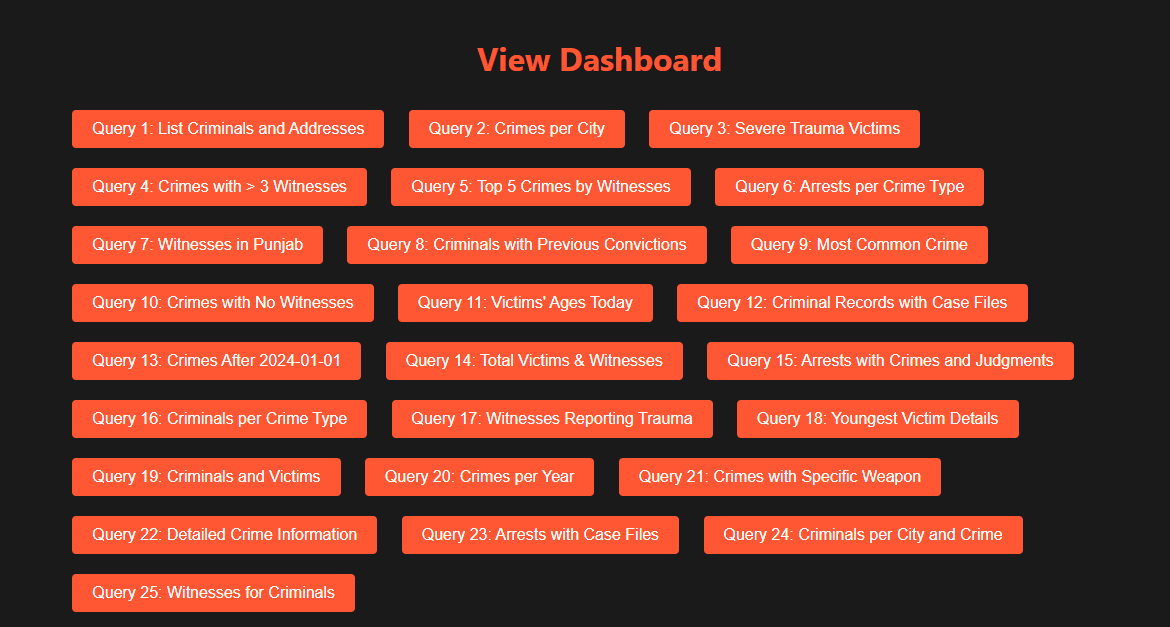 View Dashboard
Query 1: List Criminals and Addresses
Query 2: Crimes per City
Query 3: Severe Trauma Victims
Query 4: Crimes with > 3 Witnesses
Query 5: Top 5 Crimes by Witnesses
Query 6: Arrests per Crime Type
Query 7: Witnesses in Punjab
Query 8: Criminals with Previous Convictions
Query 9: Most Common Crime
Query 10: Crimes with No Witnesses
Query 11: Victims' Ages Today
Query 12: Criminal Records with Case Files
Query 13: Crimes After 2024-01-01
Query 14: Total Victims & Witnesses
Query 15: Arrests with Crimes and Judgments
Query 16: Criminals per Crime Type
Query 17: Witnesses Reporting Trauma
Query 18: Youngest Victim Details
Query 19: Criminals and Victims
Query 20: Crimes per Year
Query 21: Crimes with Specific Weapon
Query 22: Detailed Crime Information
Query 23: Arrests with Case Files
Query 24: Criminals per City and Crime
Query 25: Witnesses for Criminals